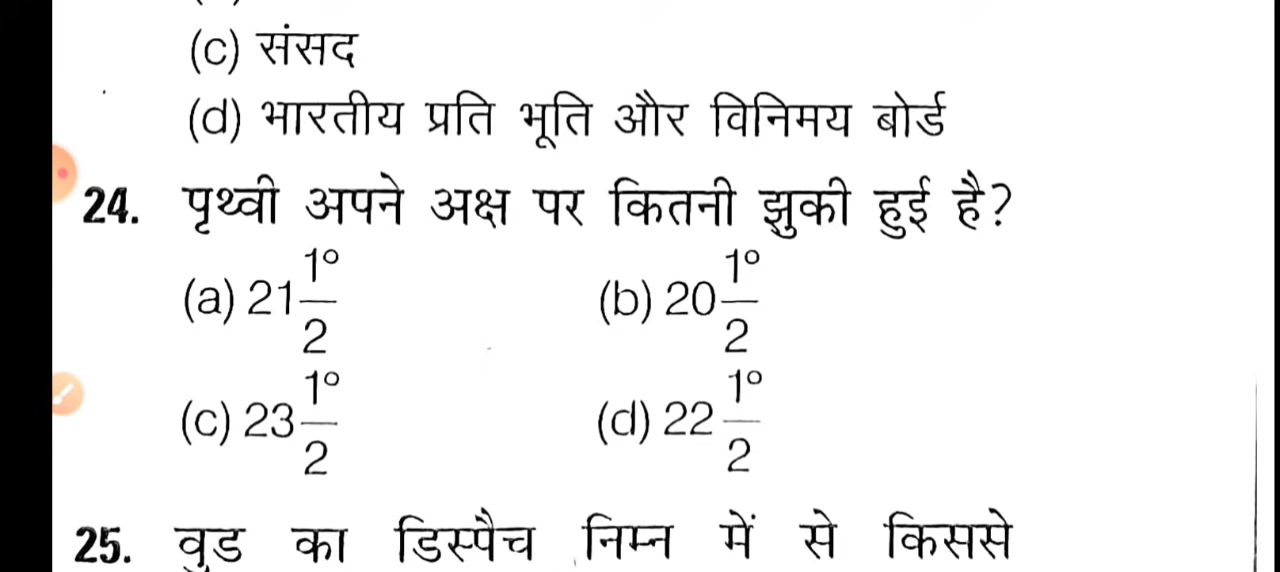 (c) संसद
(d) भारतीय प्रति भूति और विनिमय बोर्ड
24. पृथ्वी अपने अक्ष पर कितनी झुकी हुई है?
(a) 21 1°/2 (b) 20 1°/2
(c) 23 1°/2 (d) 22 1°/2
25. वुड का डिस्पैच निम्न में से किससे